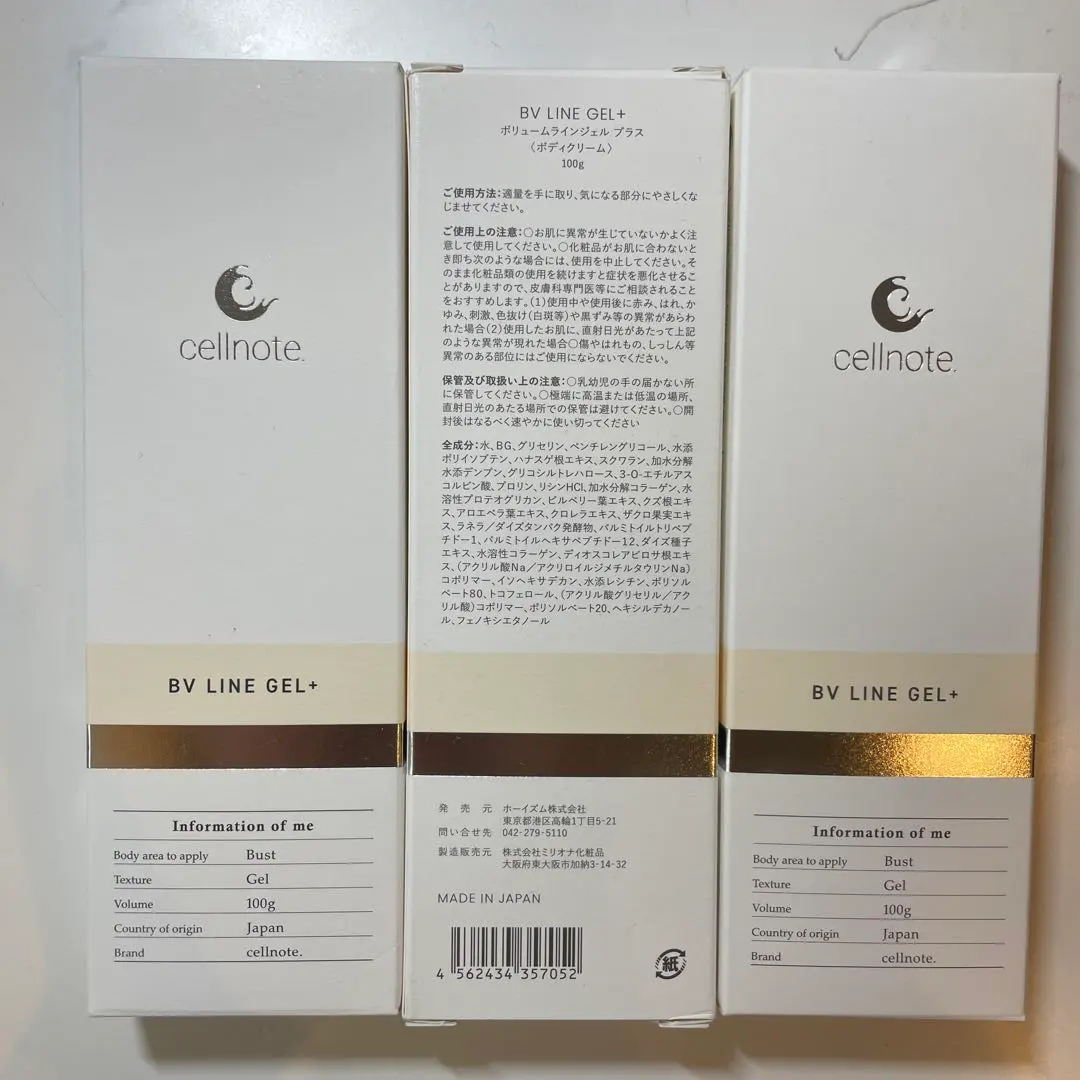 cellnote.
BV LINE GEL+
Information of me
Body area to apply Bust
Texture Gel
Volume 100g
Country of origin Japan
Brand cellnote.
BV LINE GEL+
ボリュームラインジェル プラス
〈ボディクリーム〉
100g
ご使用方法:適量を手に取り、気になる部分にやさしくな
じませてください。
ご使用上の注意:○お肌に異常が生じていないかよく注
意して使用してください。○化粧品がお肌に合わないと
き即ち次のような場合には、使用を中止してください。そ
のまま化粧品類の使用を続けますと症状を悪化させるこ
とがありますので、皮膚科専門医等にご相談されること
をおすすめします。(1)使用中や使用後に赤み、はれ、か
ゆみ、刺激、色抜け(白斑等)や黒ずみ等の異常があらわ
れた場合(2)使用したお肌に、直射日光があたって上記
のような異常が現れた場合○傷やはれもの、しっしん等
異常のある部位にはご使用にならないでください。
保管及び取扱い上の注意:○乳幼児の手の届かない所
に保管してください。○極端に高温または低温の場所、
直射日光のあたる場所での保管は避けてください。○開
封後はなるべく速やかに使い切ってください
全成分:水、BG、グリセリン、ペンチレングリコール、水添
ポリイソブテン、ハナスゲ根エキス、スクワラン、加水分解
水添デンプン、グリコシルトレハロース、3-O-エチルアス
コルビン酸、プロリン、リシンHCl、加水分解コラーゲン、水
溶性プロテオグリカン、ビルベリー葉エキス、クズ根エキ
ス、アロエベラ葉エキス、クロレラエキス、ザクロ果実エキ
ス、ラネラ/ダイズタンパク発酵物、パルミトイルトリペプ
チド-1、パルミトイルヘキサペプチド-12、ダイズ種子
エキス、水溶性コラーゲン、ディオスコレアビロサ根エキ
ス、(アクリル酸Na/アクリロイルジメチルタウリンNa)
コポリマー、イソヘキサデカン、水添レシチン、ポリソル
ベート80、トコフェロール、(アクリル酸グリセリル/アク
リル酸)コポリマー、ポリソルベート20、ヘキシルデカノー
ル、フェノキシエタノール
発売元 ホーイズム株式会社
東京都港区高輪1丁目5-21
問い合せ先 042-279-5110
製造販売元 株式会社ミリオナ化粧品
大阪府東大阪市加納3-14-32
MADE IN JAPAN
4 562434 357052
紙
cellnote.
BV LINE GEL+
Information of me
Body area to apply Bust
Texture Gel
Volume 100g
Country of origin Japan
Brand cellnote.